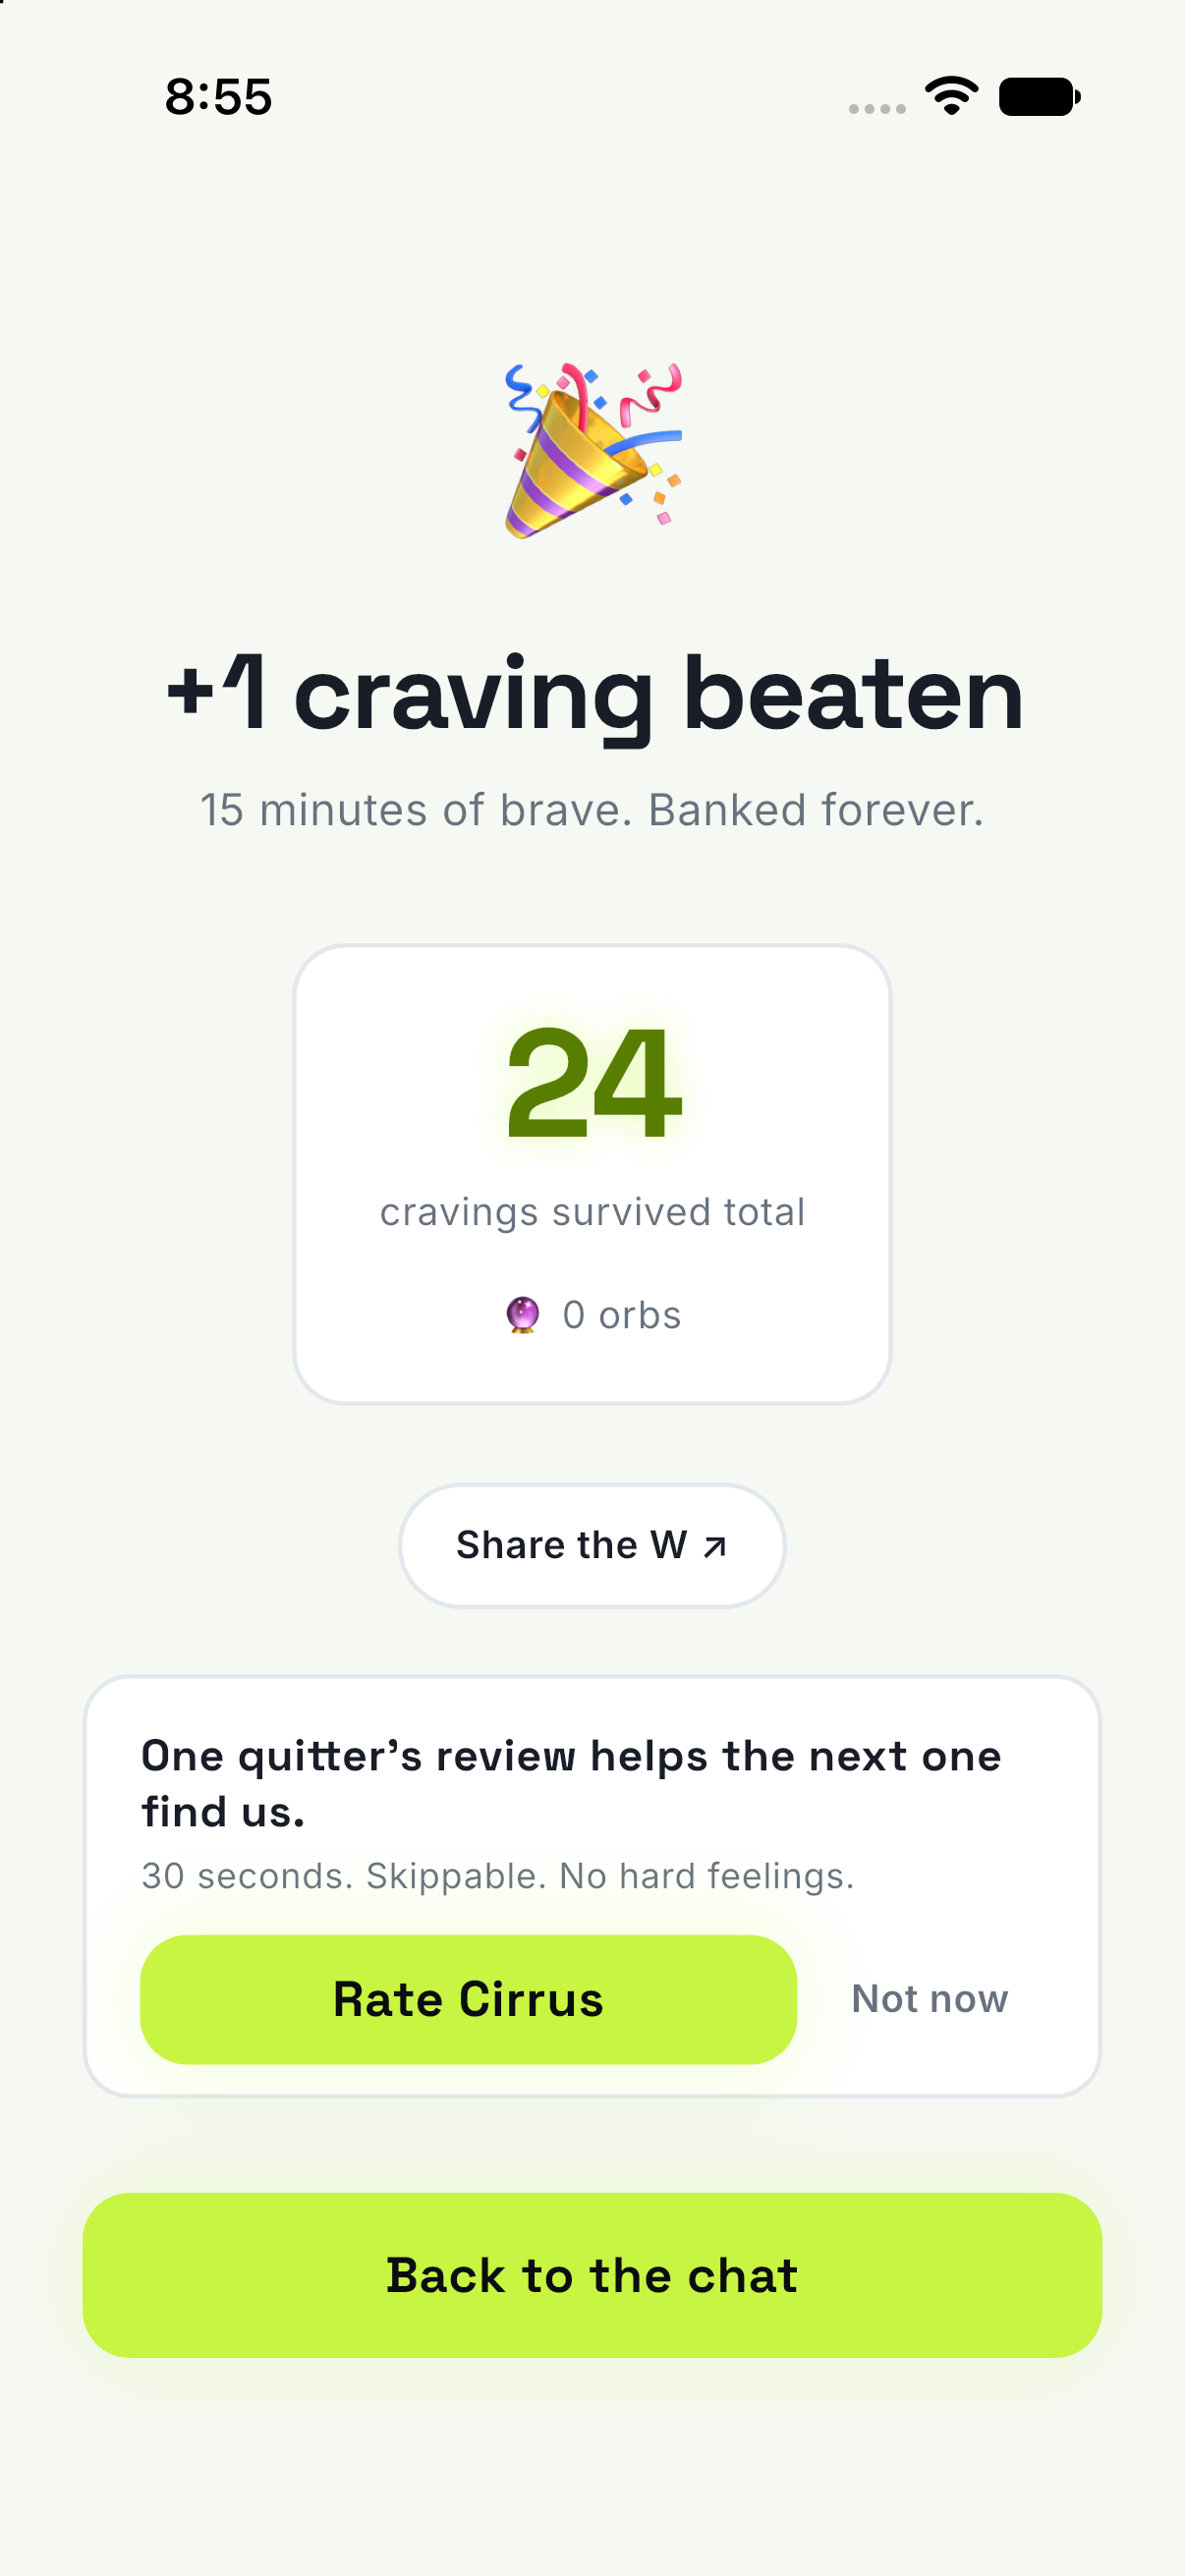 8:55
+1 craving beaten
15 minutes of brave. Banked forever.
24
cravings survived total
0 orbs
Share the W ↗
One quitter’s review helps the next one
find us.
30 seconds. Skippable. No hard feelings.
Rate Cirrus
Not now
Back to the chat